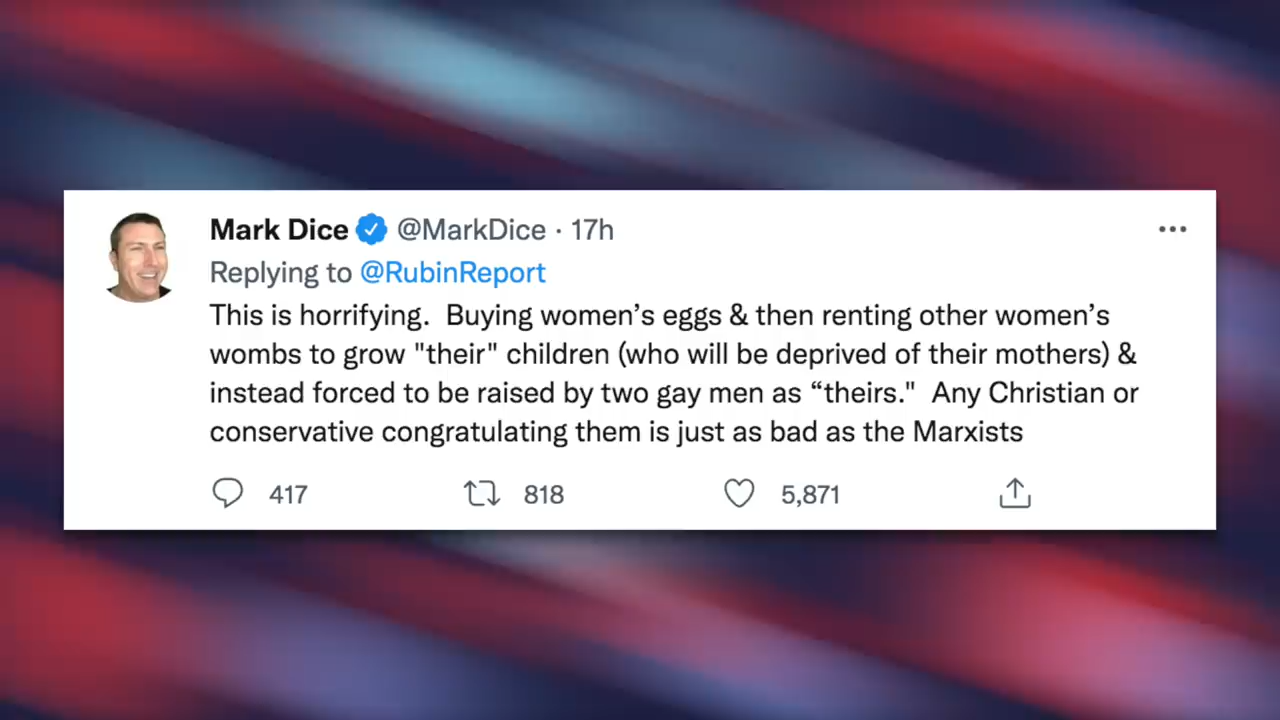 Mark Dice @MarkDice · 17h
Replying to @RubinReport
This is horrifying.  Buying women’s eggs & then renting other women’s
wombs to grow "their" children (who will be deprived of their mothers) &
instead forced to be raised by two gay men as “theirs."  Any Christian or
conservative congratulating them is just as bad as the Marxists
417 818 5,871